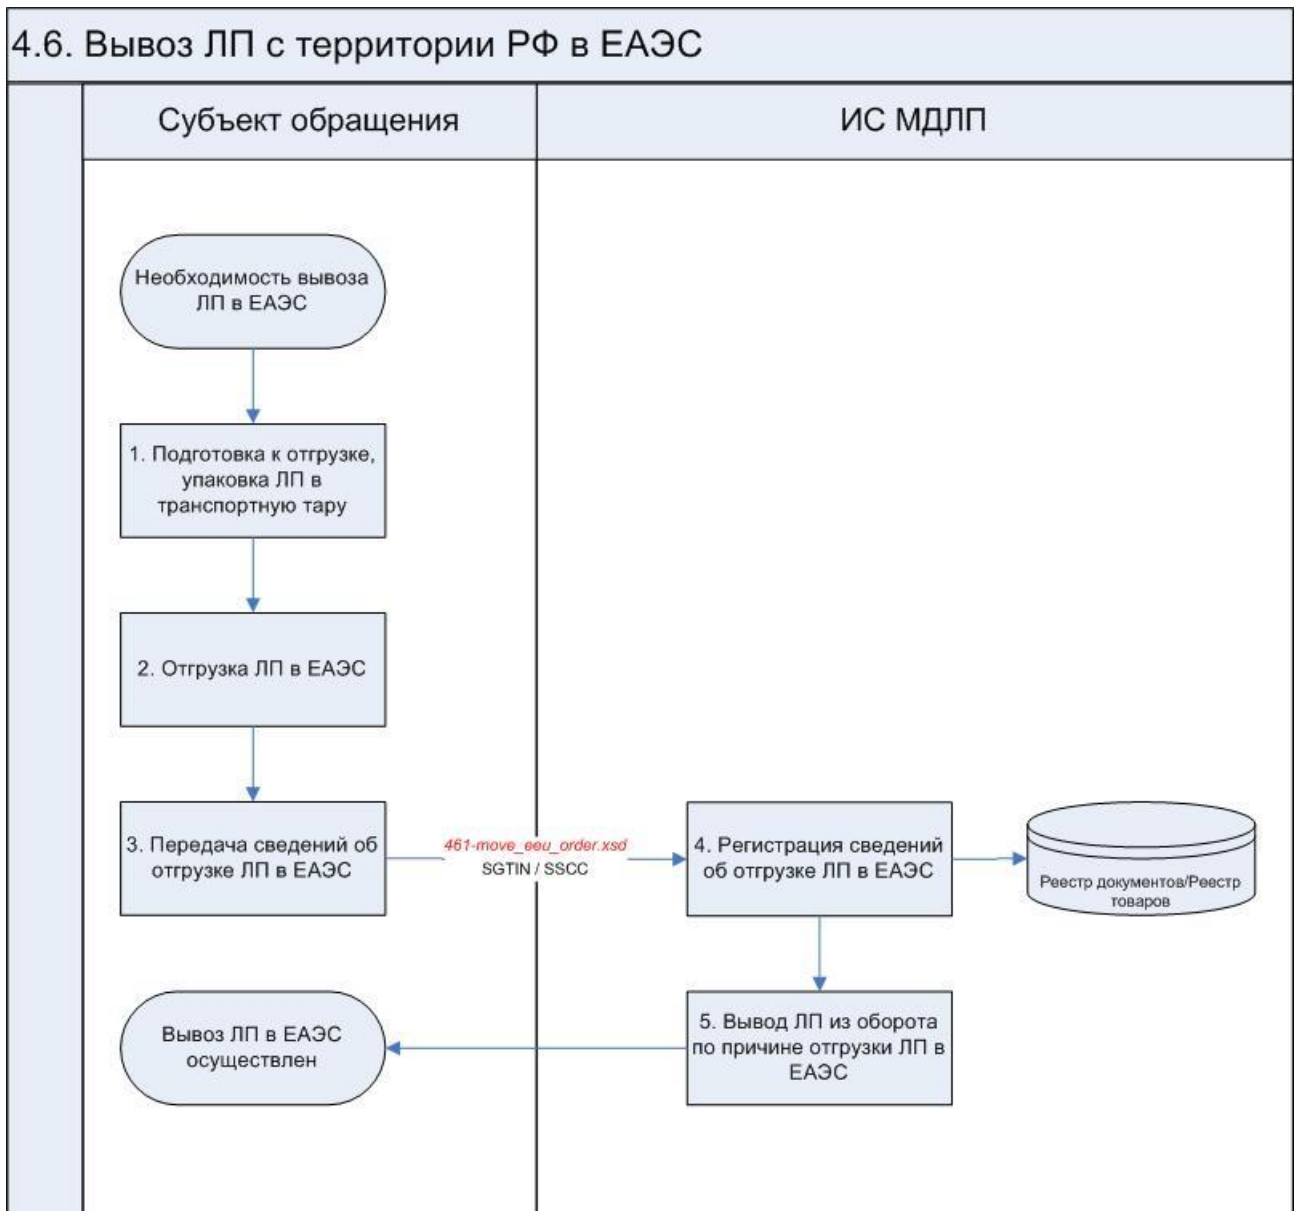 4.6. Вывоз ЛП с территории РФ в ЕАЭС
Субъект обращения
ИС МДЛП
Необходимость вывоза
ЛП в ЕАЭС
1. Подготовка к отгрузке,
упаковка ЛП в
транспортную тару
2. Отгрузка ЛП в ЕАЭС
3. Передача сведений об
отгрузке ЛП в ЕАЭС
461-move_eeu_order.xsd
SGTIN / SSCC
4. Регистрация сведений
об отгрузке ЛП в ЕАЭС
Реестр документов/Реестр
товаров
5. Вывод ЛП из оборота
по причине отгрузки ЛП в
ЕАЭС
Вывоз ЛП в ЕАЭС
осуществлен